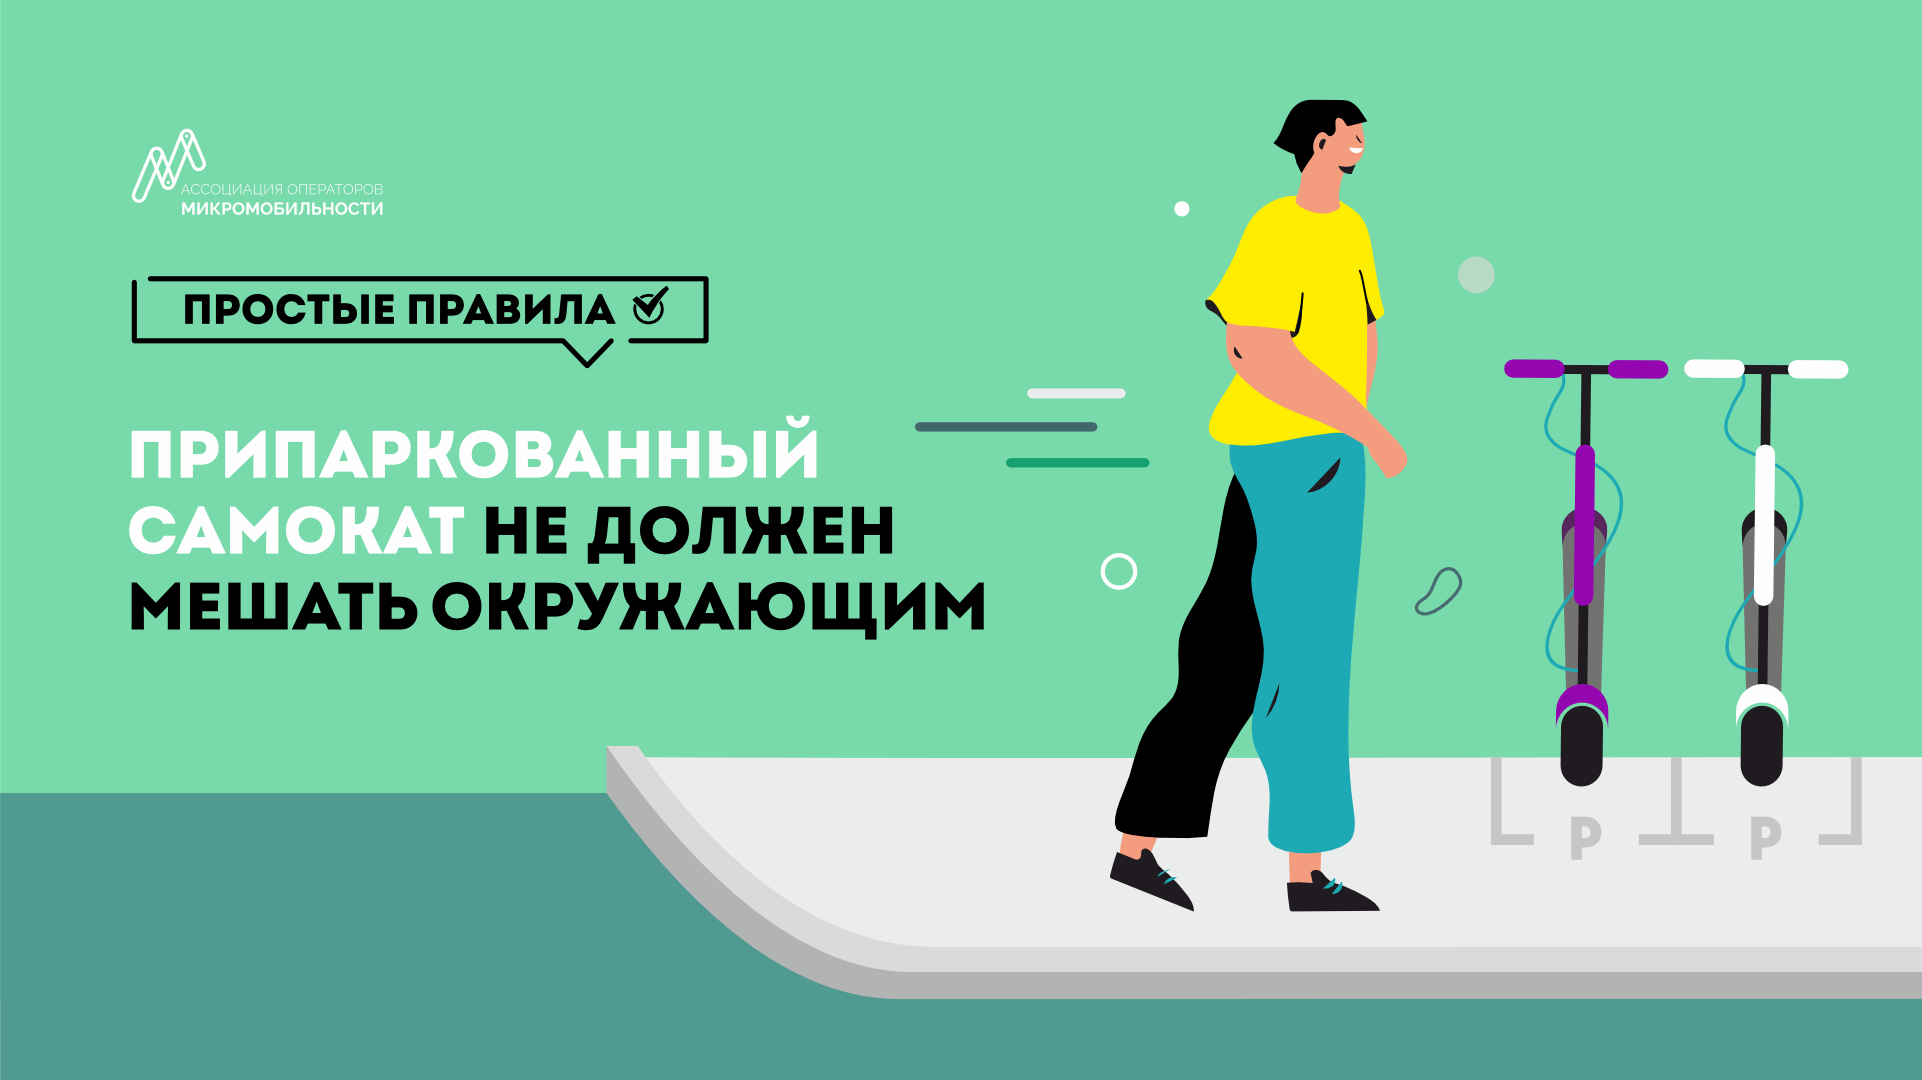 АССОЦИАЦИЯ ОПЕРАТОРОВ
МИКРОМОБИЛЬНОСТИ
ПРОСТЫЕ ПРАВИЛА
ПРИПАРКОВАННЫЙ
САМОКАТ НЕ ДОЛЖЕН
МЕШАТЬ ОКРУЖАЮЩИМ
P P